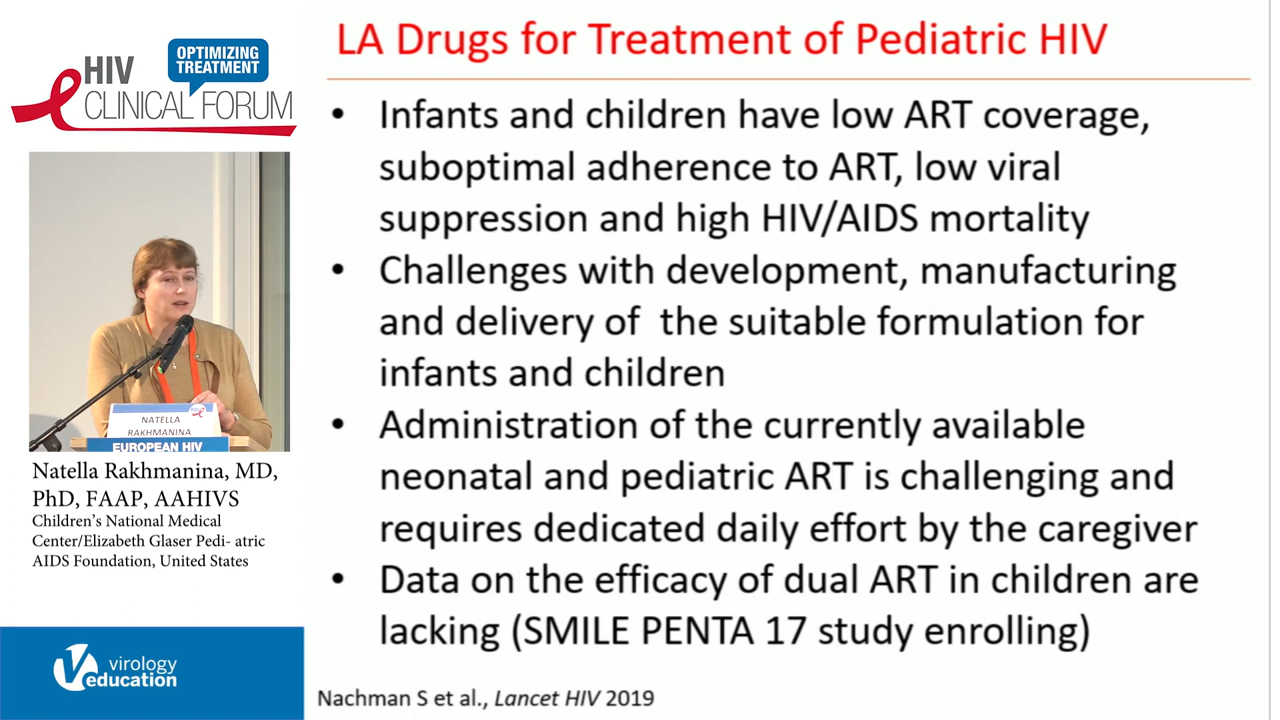 HIV
OPTIMIZING
TREATMENT
CLINICAL FORUM
NATELLA
RAKHMANINA
EUROPEAN HIV
Natella Rakhmanina, MD,
PhD, FAAP, AAHIVS
Children's National Medical
Center/Elizabeth Glaser Pedi- atric
AIDS Foundation, United States
virology
education
LA Drugs for Treatment of Pediatric HIV
• Infants and children have low ART coverage,
suboptimal adherence to ART, low viral
suppression and high HIV/AIDS mortality
• Challenges with development, manufacturing
and delivery of  the suitable formulation for
infants and children
• Administration of the currently available
neonatal and pediatric ART is challenging and
requires dedicated daily effort by the caregiver
• Data on the efficacy of dual ART in children are
lacking (SMILE PENTA 17 study enrolling)
Nachman S et al., Lancet HIV 2019